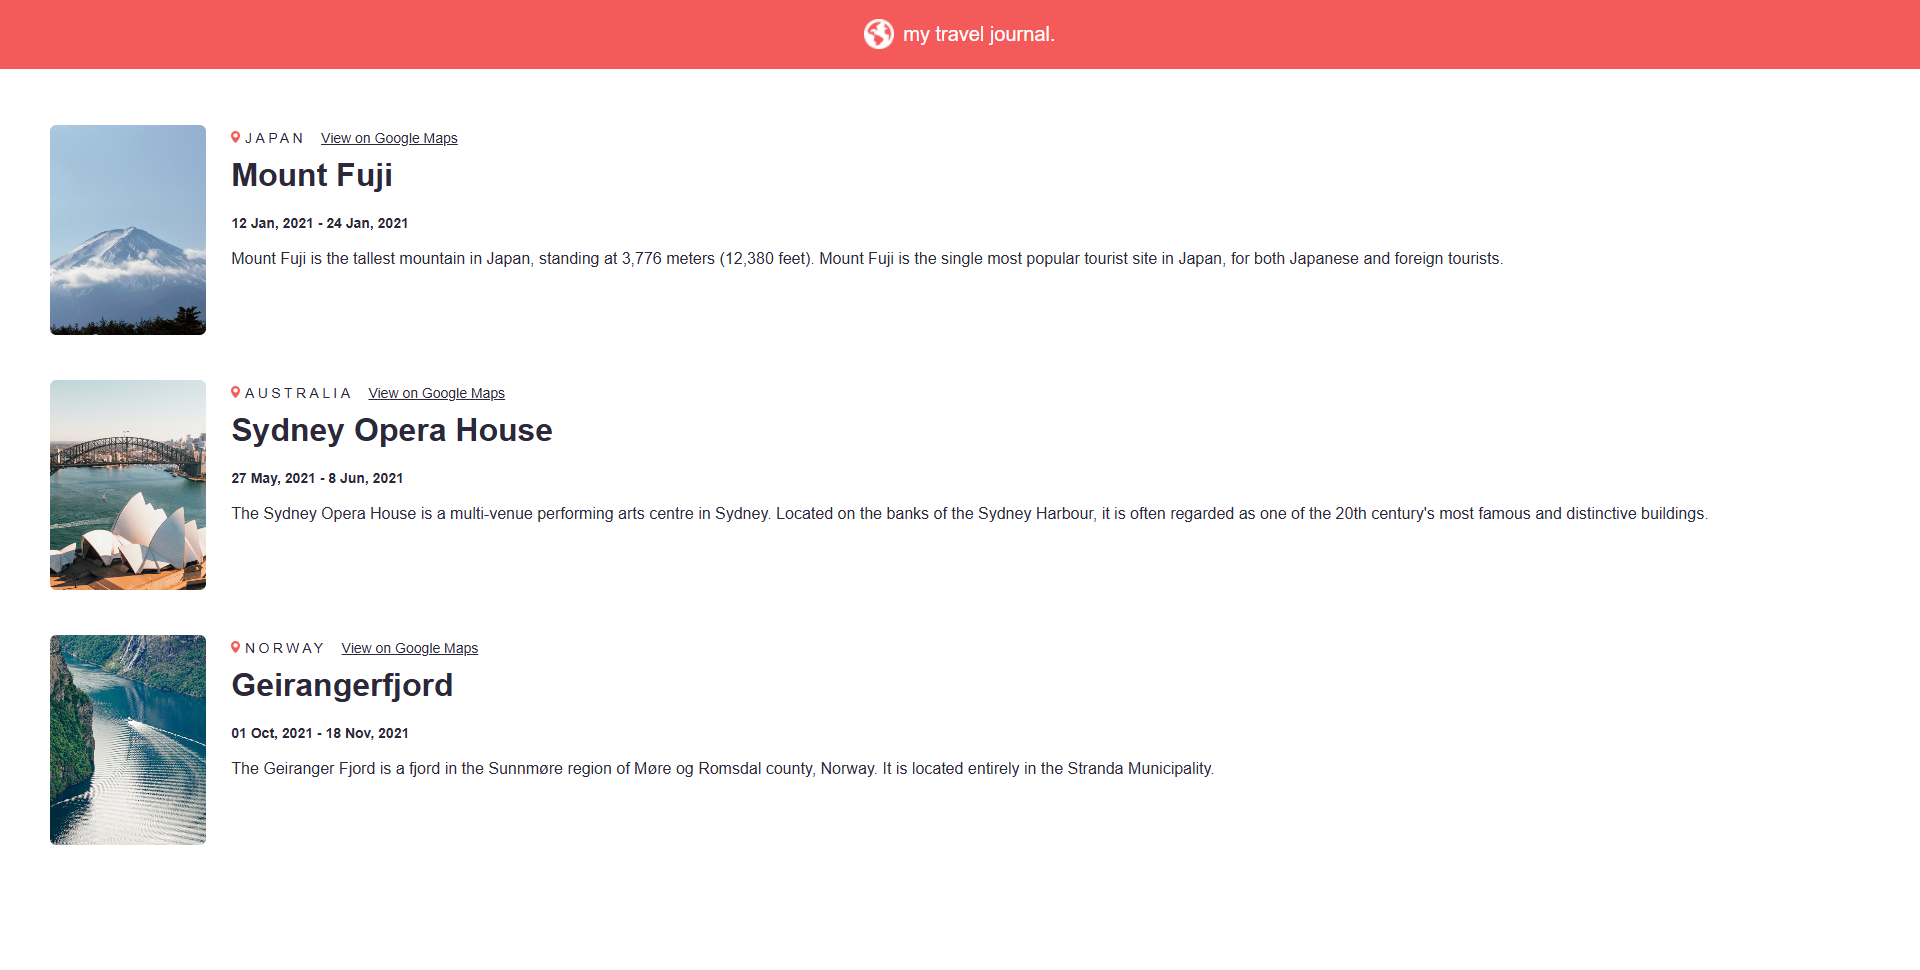 my travel journal.
JAPAN View on Google Maps
Mount Fuji
12 Jan, 2021 - 24 Jan, 2021
Mount Fuji is the tallest mountain in Japan, standing at 3,776 meters (12,380 feet). Mount Fuji is the single most popular tourist site in Japan, for both Japanese and foreign tourists.
AUSTRALIA View on Google Maps
Sydney Opera House
27 May, 2021 - 8 Jun, 2021
The Sydney Opera House is a multi-venue performing arts centre in Sydney. Located on the banks of the Sydney Harbour, it is often regarded as one of the 20th century's most famous and distinctive buildings.
NORWAY View on Google Maps
Geirangerfjord
01 Oct, 2021 - 18 Nov, 2021
The Geiranger Fjord is a fjord in the Sunnmøre region of Møre og Romsdal county, Norway. It is located entirely in the Stranda Municipality.